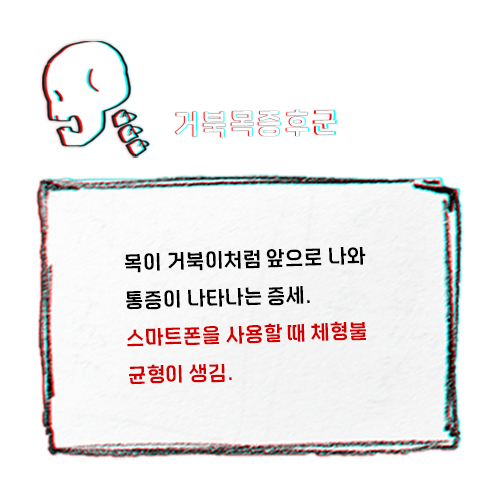 거북목증후군
목이 거북이처럼 앞으로 나와
통증이 나타나는 증세.
스마트폰을 사용할 때 체형불
균형이 생김.